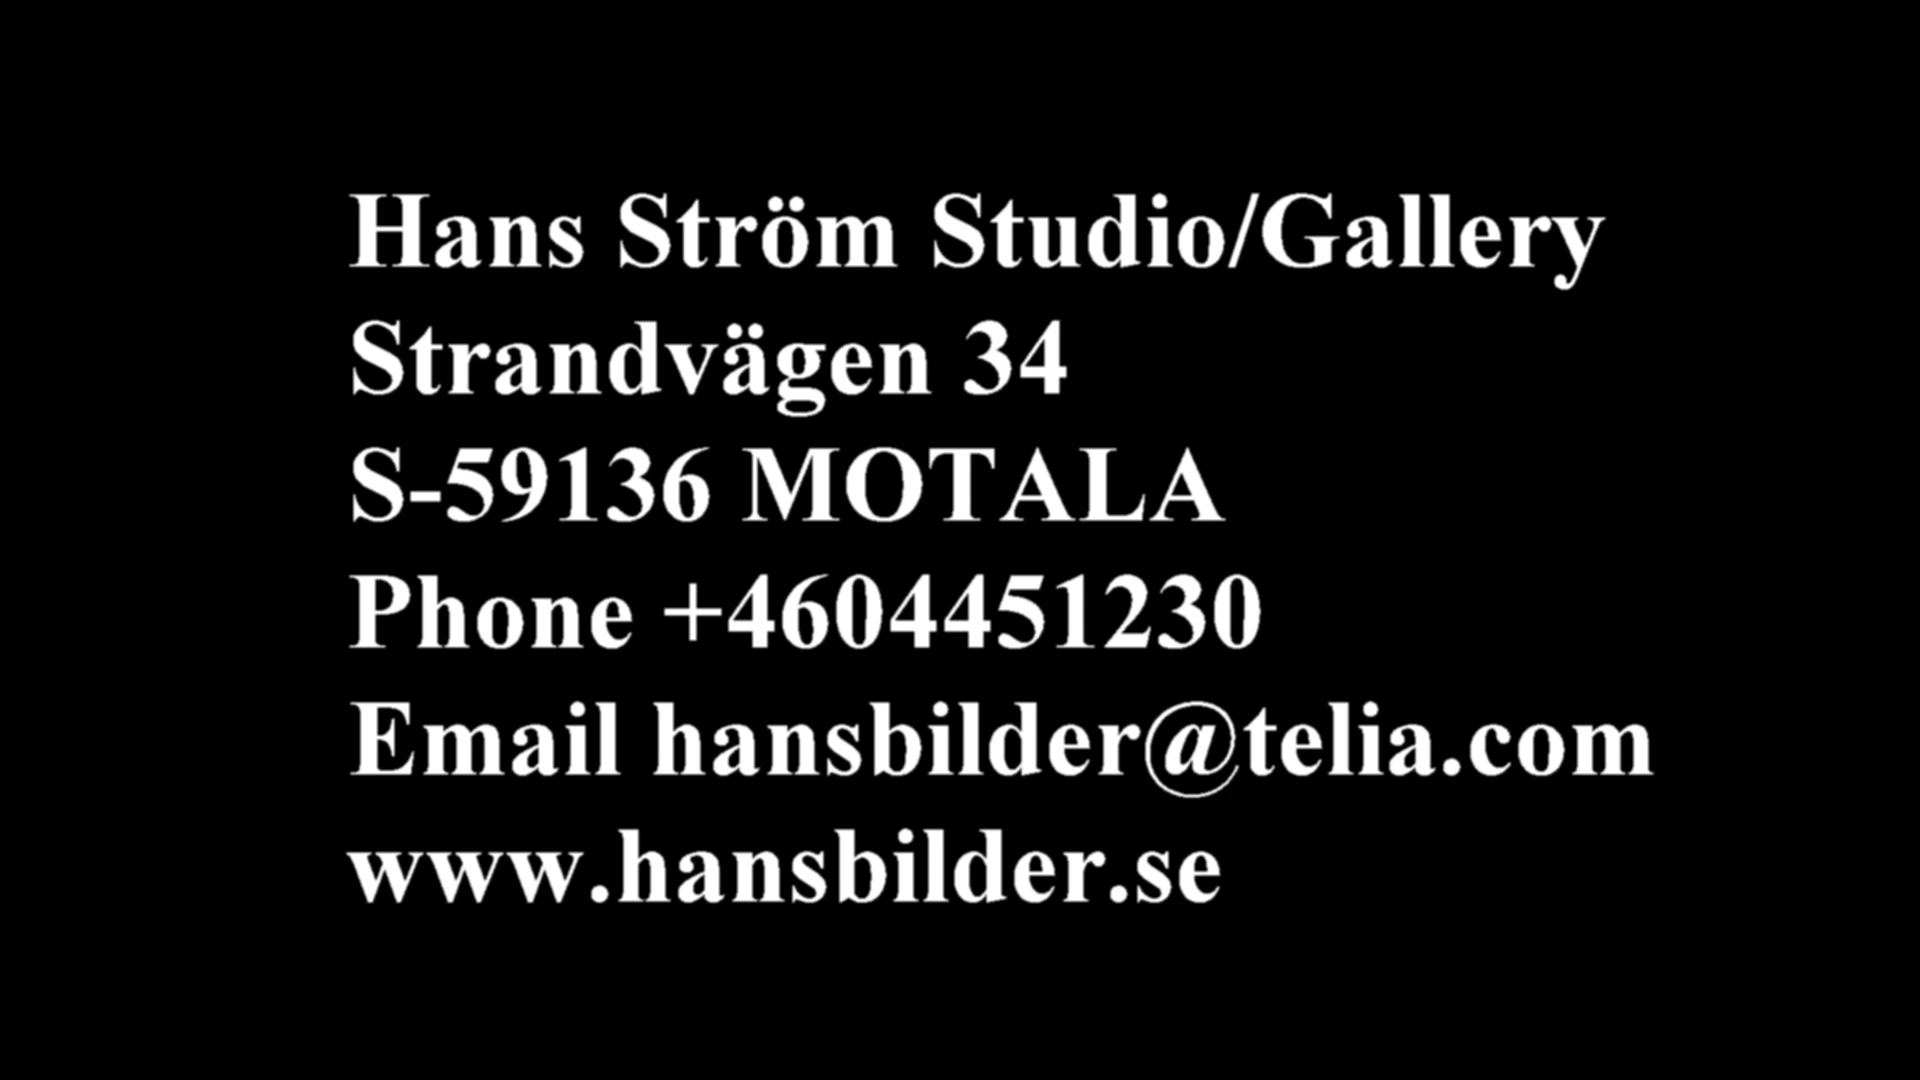 Hans Ström Studio/Gallery
Strandvägen 34
S-59136 MOTALA
Phone +4604451230
Email hansbilder@telia.com
www.hansbilder.se